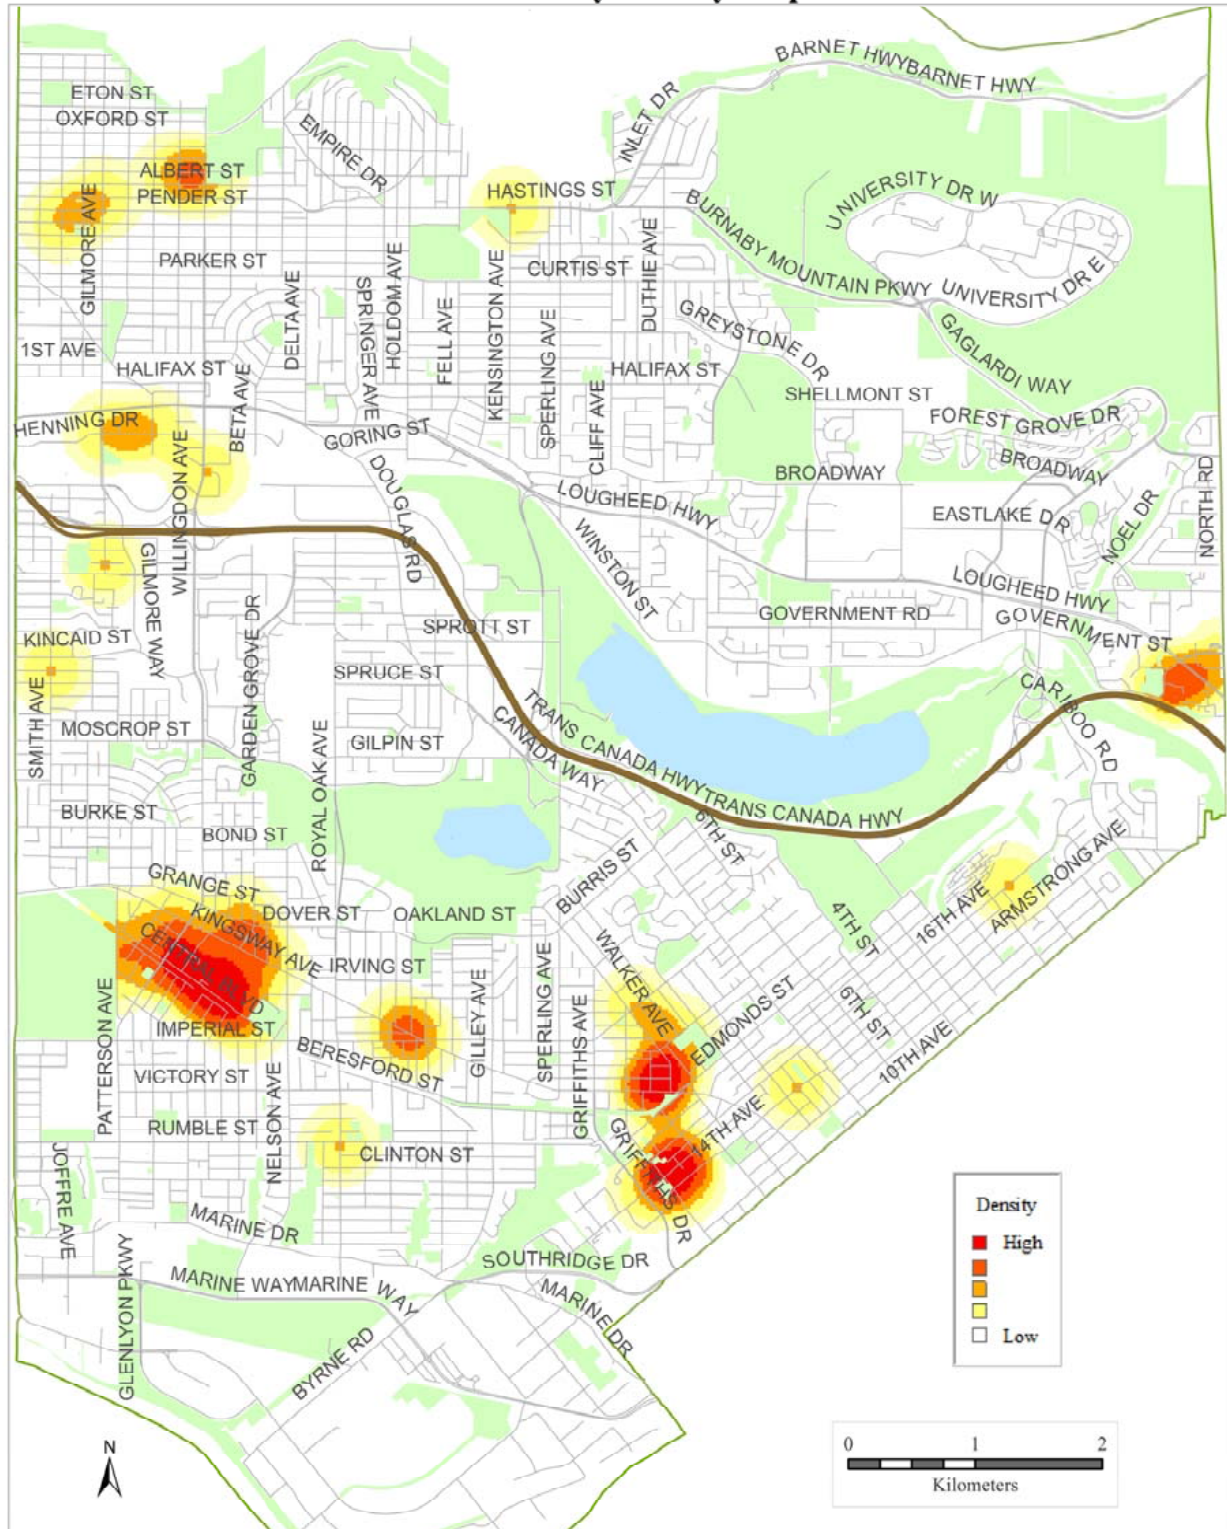 BARNET HWYBARNET HWY
ETON ST
OXFORD ST
INLET DR
EMPIRE DR
ALBERT ST
PENDER ST
HASTINGS ST
UNIVERSITY DR W
GILMORE AVE
BURNABY MOUNTAIN PKWY
DUTHIE AVE
PARKER ST
CURTIS ST
UNIVERSITY DR E
DELTA AVE
SPRINGER AVE
HOLDOM AVE
FELL AVE
KENSINGTON AVE
SPERLING AVE
GREYSTONE DR
GAGLARDI WAY
1ST AVE
HALIFAX ST
HALIFAX ST
BETA AVE
CLIFF AVE
SHELLMONT ST
FOREST GROVE DR
HENNING DR
GORING ST
WILLINGDON AVE
DOUGLAS RD
BROADWAY
BROADWAY
NORTH RD
LOUGHEED HWY
EASTLAKE DR
NOEL DR
WINSTON ST
GILMORE WAY
LOUGHEED HWY
GOVERNMENT RD
GOVERNMENT ST
KINCAID ST
GARDEN GROVE DR
SPROTT ST
SPRUCE ST
SMITH AVE
CARIBOO RD
MOSCROP ST
ROYAL OAK AVE
GILPIN ST
CANADA WAY
TRANS CANADA HWYTRANS CANADA HWY
BURKE ST
BOND ST
6TH ST
BURRIS ST
ARMSTRONG AVE
GRANGE ST
DOVER ST
OAKLAND ST
KINGSWAY AVE
16TH AVE
4TH ST
CENTRAL BLVD
IRVING ST
WALKER AVE
PATTERSON AVE
GILLEY AVE
SPERLING AVE
GRIFFITHS AVE
EDMONDS ST
6TH ST
IMPERIAL ST
10TH AVE
BERESFORD ST
VICTORY ST
NELSON AVE
RUMBLE ST
14TH AVE
CLINTON ST
GRIFFITHS DR
JOFFRE AVE
MARINE DR
SOUTHRIDGE DR
GLENLYON PKWY
MARINE WAYMARINE WAY
MARINE DR
BYRNE RD
Density
High
Low
N
0 1 2
Kilometers